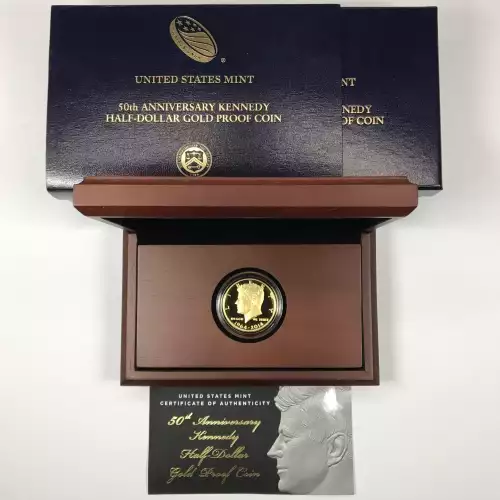 UNITED STATES MINT
50th ANNIVERSARY KENNEDY
HALF-DOLLAR GOLD PROOF COIN
MINT
KENNEDY
OF COIN
1964-2014
UNITED STATES MINT
CERTIFICATE OF AUTHENTICITY
50th Anniversary
Kennedy
Half-Dollar
Gold Proof Coin